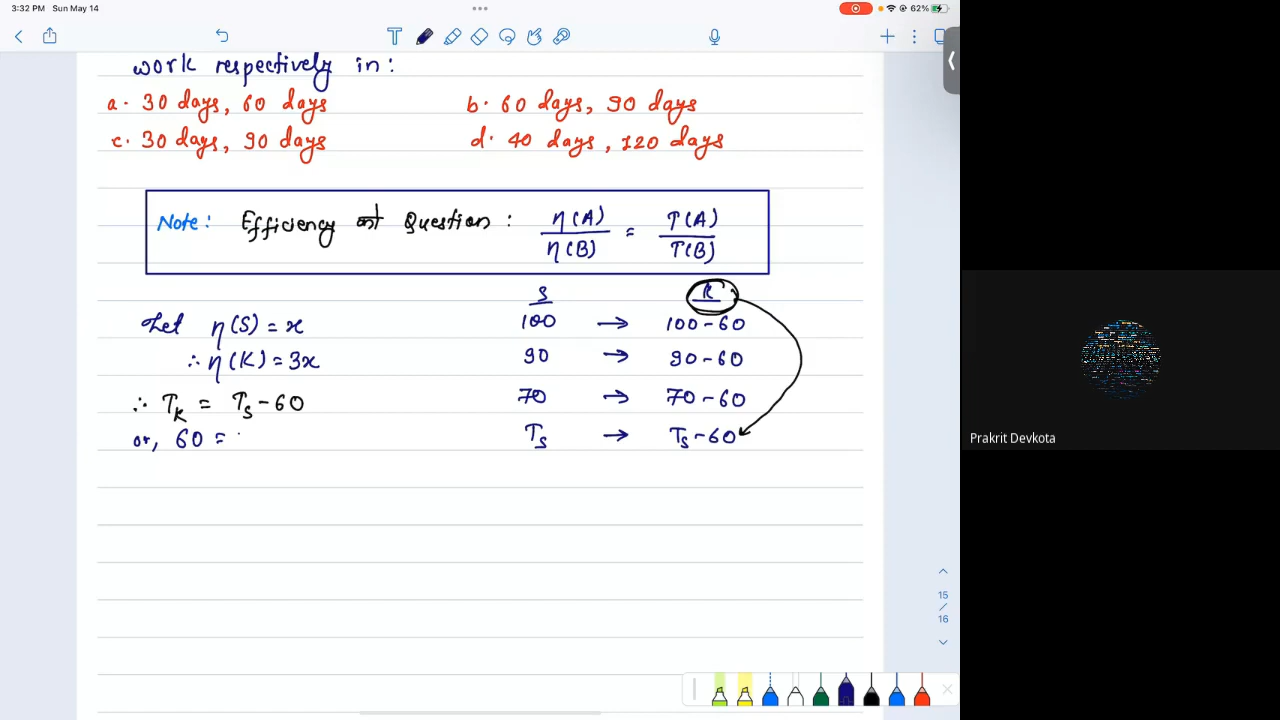 3:32 PM Sun May 14
62%
work respectively in:
a. 30 days, 60 days
b. 60 days, 90 days
c. 30 days, 90 days
d. 40 days, 120 days
Note: Efficiency Question: η(A)/η(B) = T(A)/T(B)
S K
Let η(S) = x 100 → 100-60
∴ η(K) = 3x 90 → 90-60
∴ T_K = T_S - 60 70 → 70-60
or, 60 = T_S → T_S-60
Prakrit Devkota
15
/
16